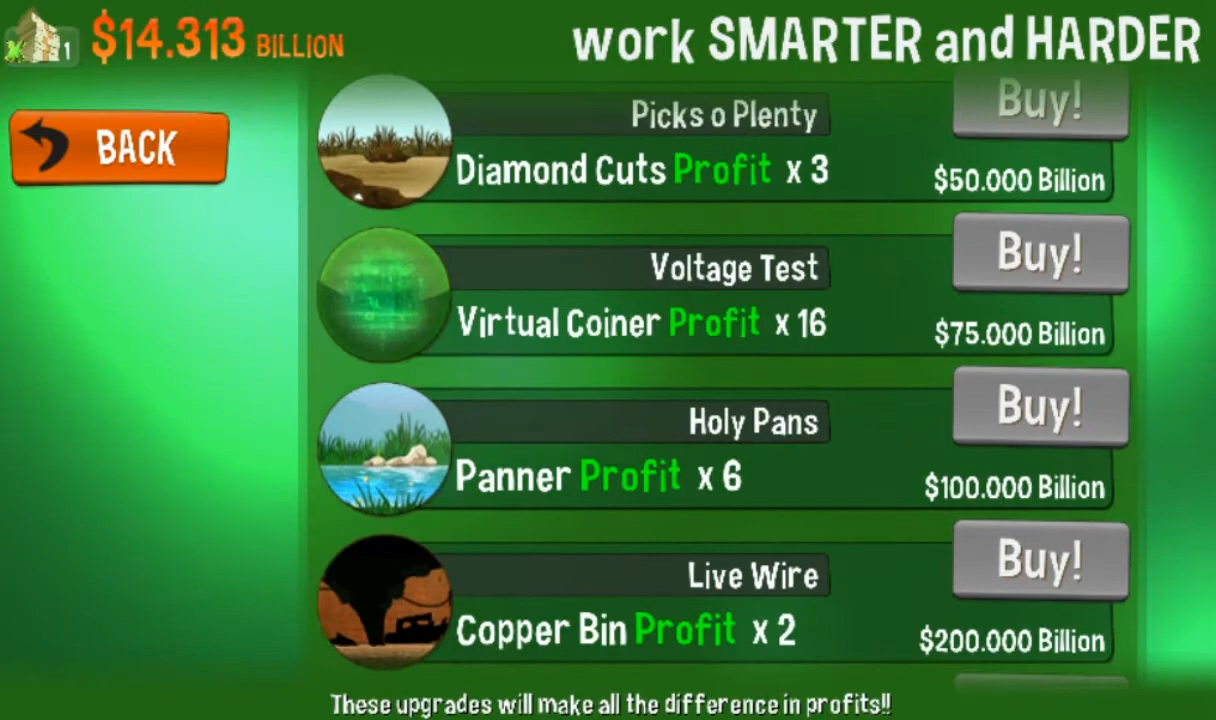 1 $14.313 BILLION
work SMARTER and HARDER
BACK
Picks o Plenty
Buy!
Diamond Cuts Profit x 3
$50.000 Billion
Voltage Test
Buy!
Virtual Coiner Profit x 16
$75.000 Billion
Holy Pans
Buy!
Panner Profit x 6
$100.000 Billion
Live Wire
Buy!
Copper Bin Profit x 2
$200.000 Billion
These upgrades will make all the difference in profits!!